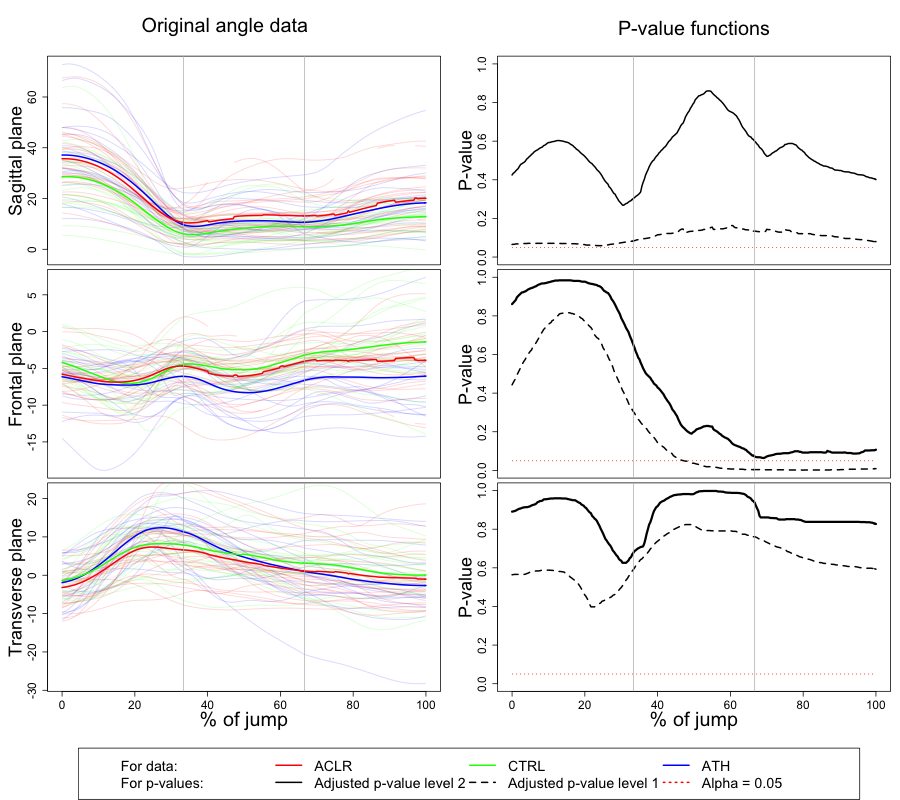 Original angle data
P-value functions
Sagittal plane
0 20 40 60
P-value
0.0 0.2 0.4 0.6 0.8 1.0
Frontal plane
-15 -10 -5 0 5
P-value
0.0 0.2 0.4 0.6 0.8 1.0
Transverse plane
-30 -20 10 0 10 20
P-value
0.0 0.2 0.4 0.6 0.8 1.0
0 20 40 60 80 100
% of jump
0 20 40 60 80 100
% of jump
For data: ACLR CTRL ATH
For p-values: Adjusted p-value level 2 Adjusted p-value level 1 Alpha = 0.05